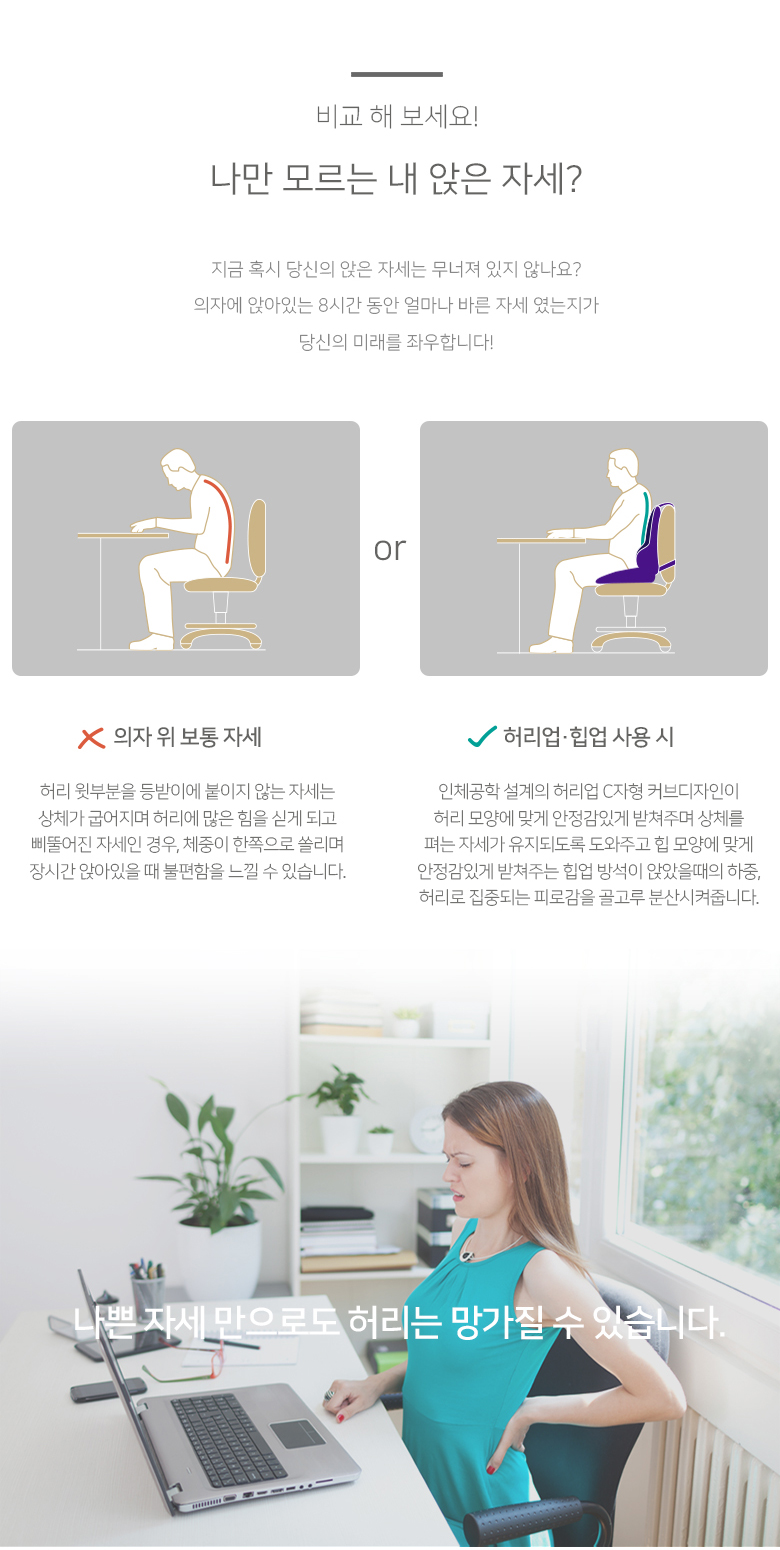 비교 해 보세요!
나만 모르는 내 앉은 자세?
지금 혹시 당신의 앉은 자세는 무너져 있지 않나요?
의자에 앉아있는 8시간 동안 얼마나 바른 자세 였는지가
당신의 미래를 좌우합니다!
or
의자 위 보통 자세
허리 윗부분을 등받이에 붙이지 않는 자세는
상체가 굽어지며 허리에 많은 힘을 싣게 되고
삐뚤어진 자세인 경우, 체중이 한쪽으로 쏠리며
장시간 앉아있을 때 불편함을 느낄 수 있습니다.
허리업·힙업 사용 시
인체공학 설계의 허리업 C자형 커브디자인이
허리 모양에 맞게 안정감있게 받쳐주며 상체를
펴는 자세가 유지되도록 도와주고 힙 모양에 맞게
안정감있게 받쳐주는 힙업 방석이 앉았을때의 하중,
허리로 집중되는 피로감을 골고루 분산시켜줍니다.
나쁜 자세 만으로도 허리는 망가질 수 있습니다.